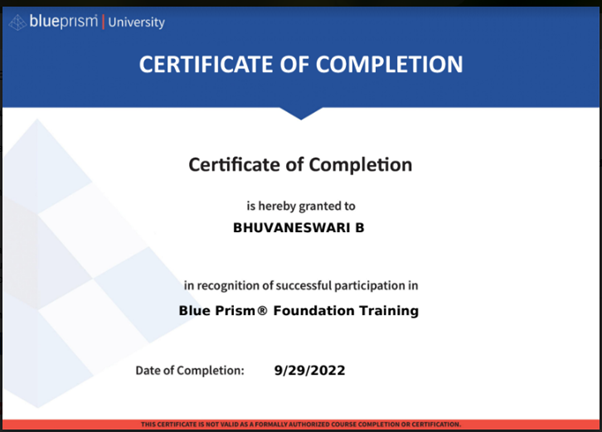 blueprism | University
CERTIFICATE OF COMPLETION
Certificate of Completion
is hereby granted to
BHUVANESWARI B
in recognition of successful participation in
Blue Prism® Foundation Training
Date of Completion: 9/29/2022
THIS CERTIFICATE IS NOT VALID AS A FORMALLY AUTHORIZED COURSE COMPLETION OR CERTIFICATION.